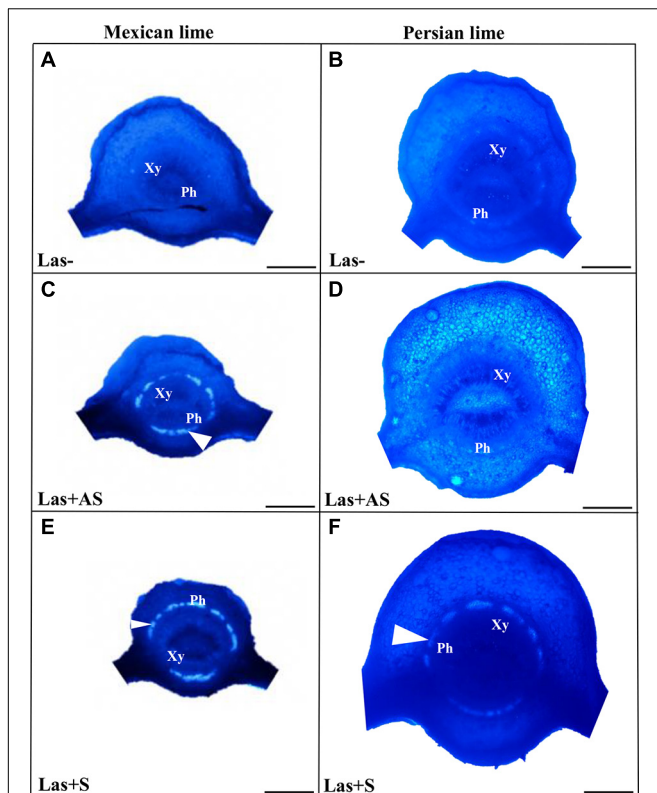 Mexican lime
Persian lime
A
Xy
Ph
Las-
B
Xy
Ph
Las-
C
Xy
Ph
Las+AS
D
Xy
Ph
Las+AS
E
Ph
Xy
Las+S
F
Xy
Ph
Las+S